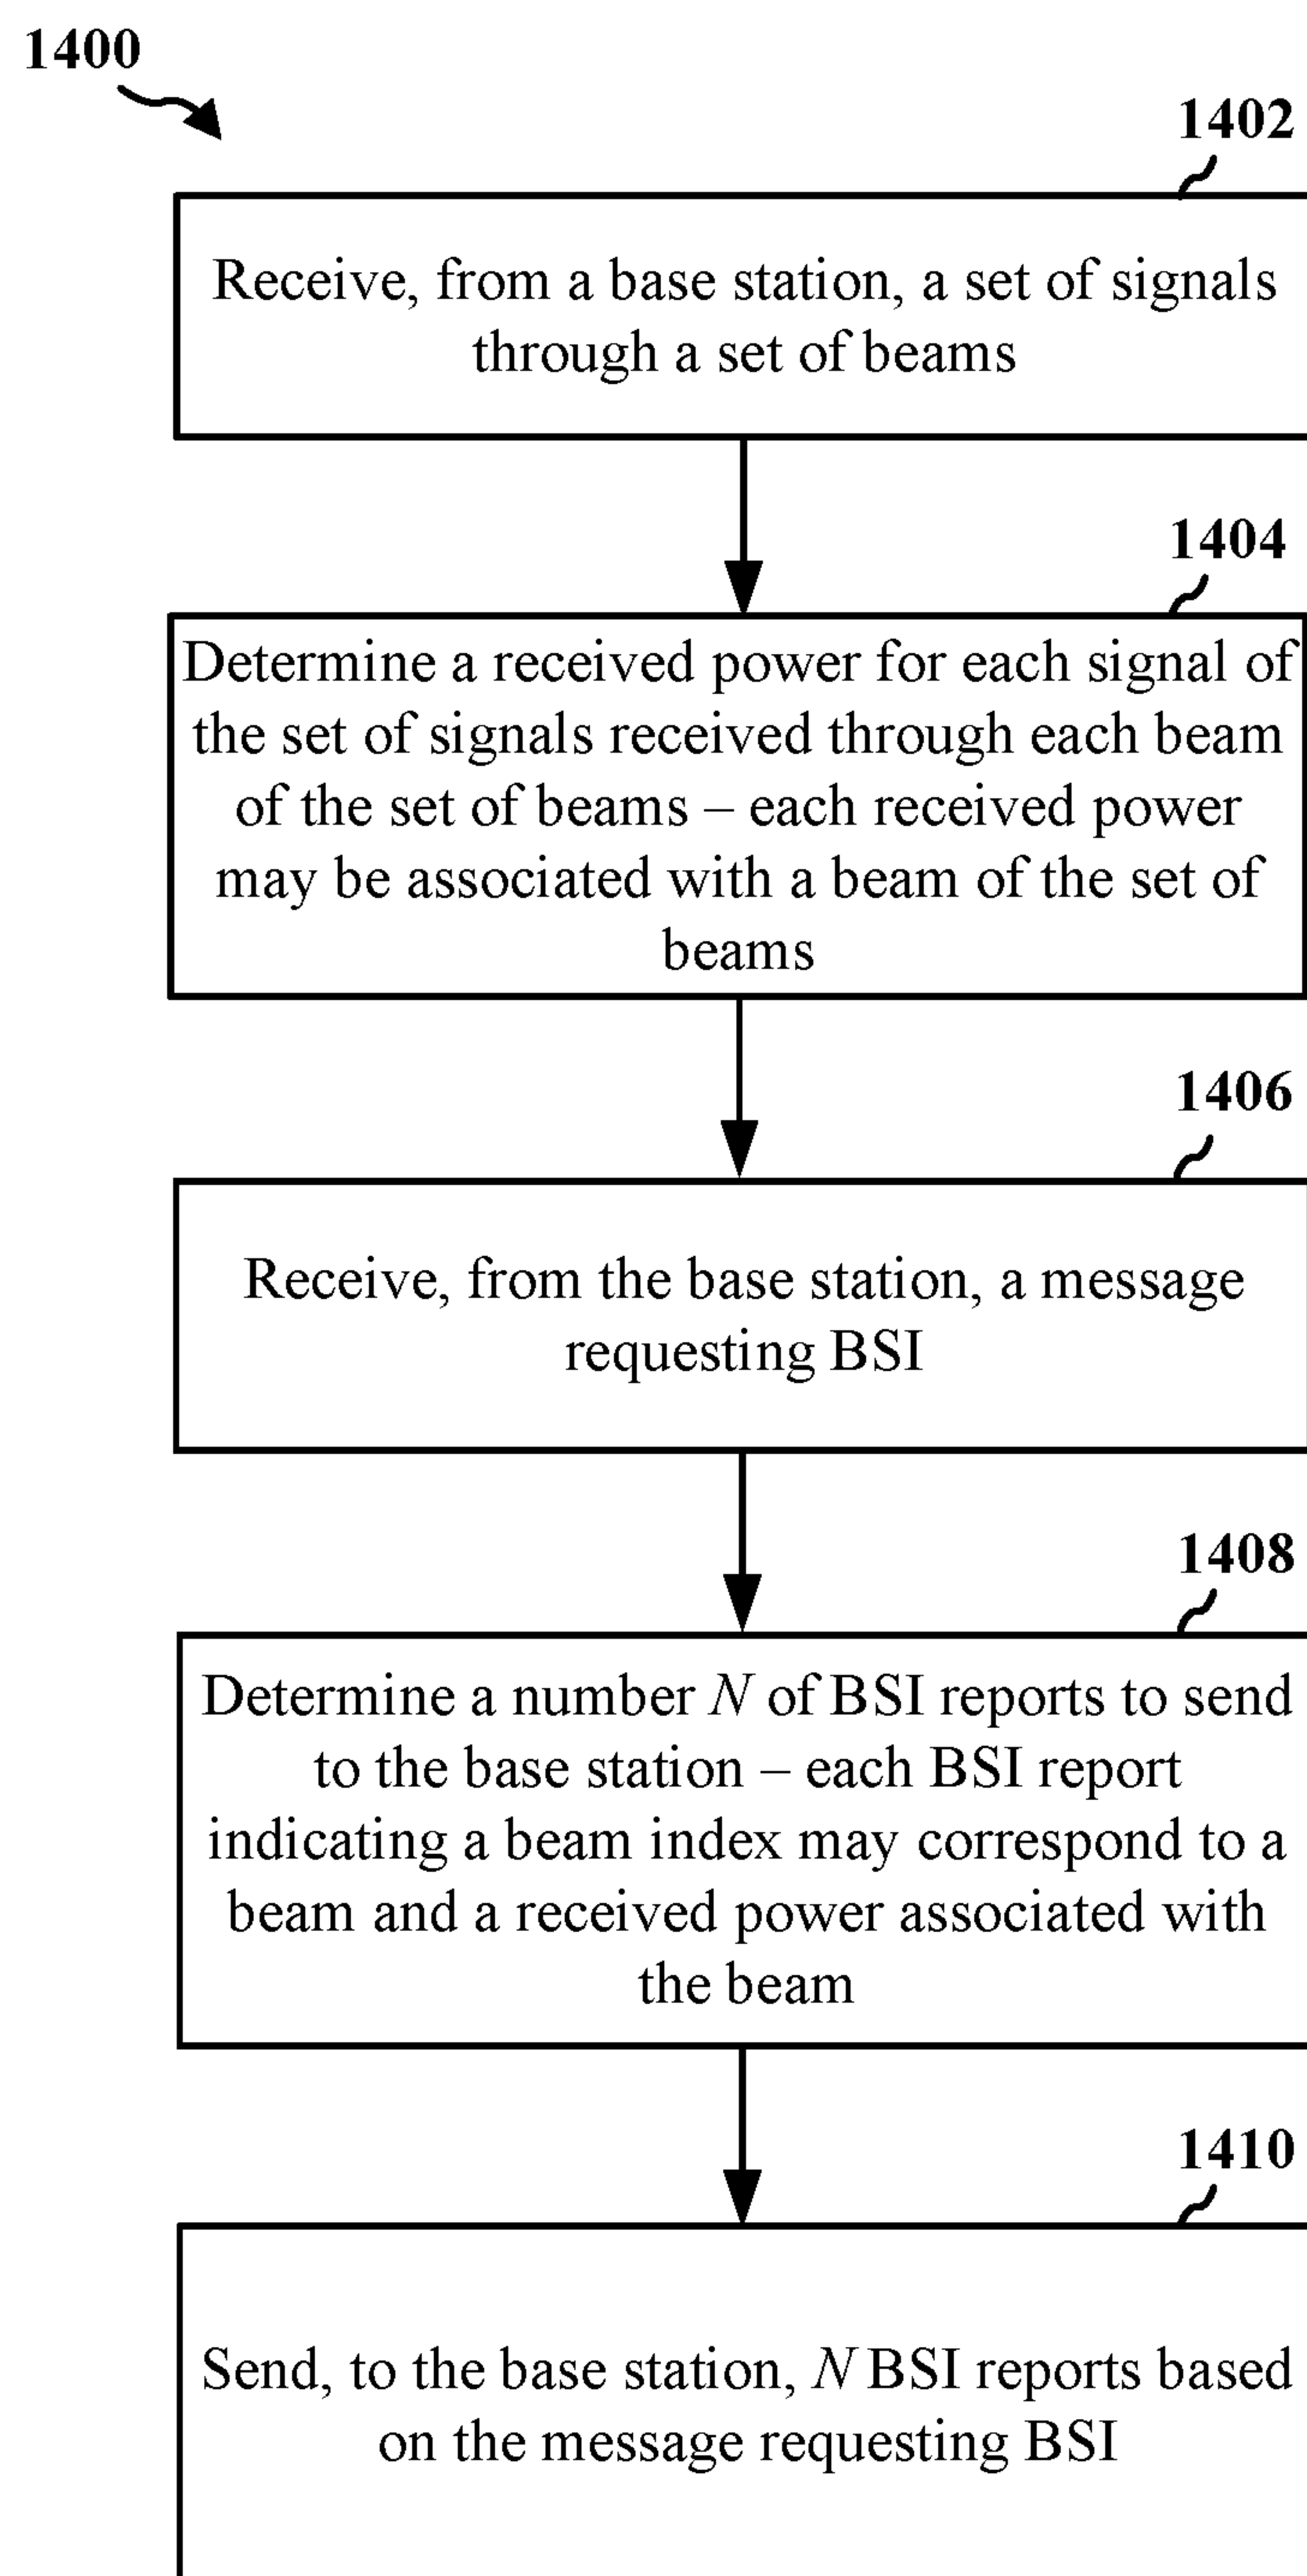 1400
1402
Receive, from a base station, a set of signals
through a set of beams
1404
Determine a received power for each signal of
the set of signals received through each beam
of the set of beams – each received power
may be associated with a beam of the set of
beams
1406
Receive, from the base station, a message
requesting BSI
1408
Determine a number N of BSI reports to send
to the base station – each BSI report
indicating a beam index may correspond to a
beam and a received power associated with
the beam
1410
Send, to the base station, N BSI reports based
on the message requesting BSI